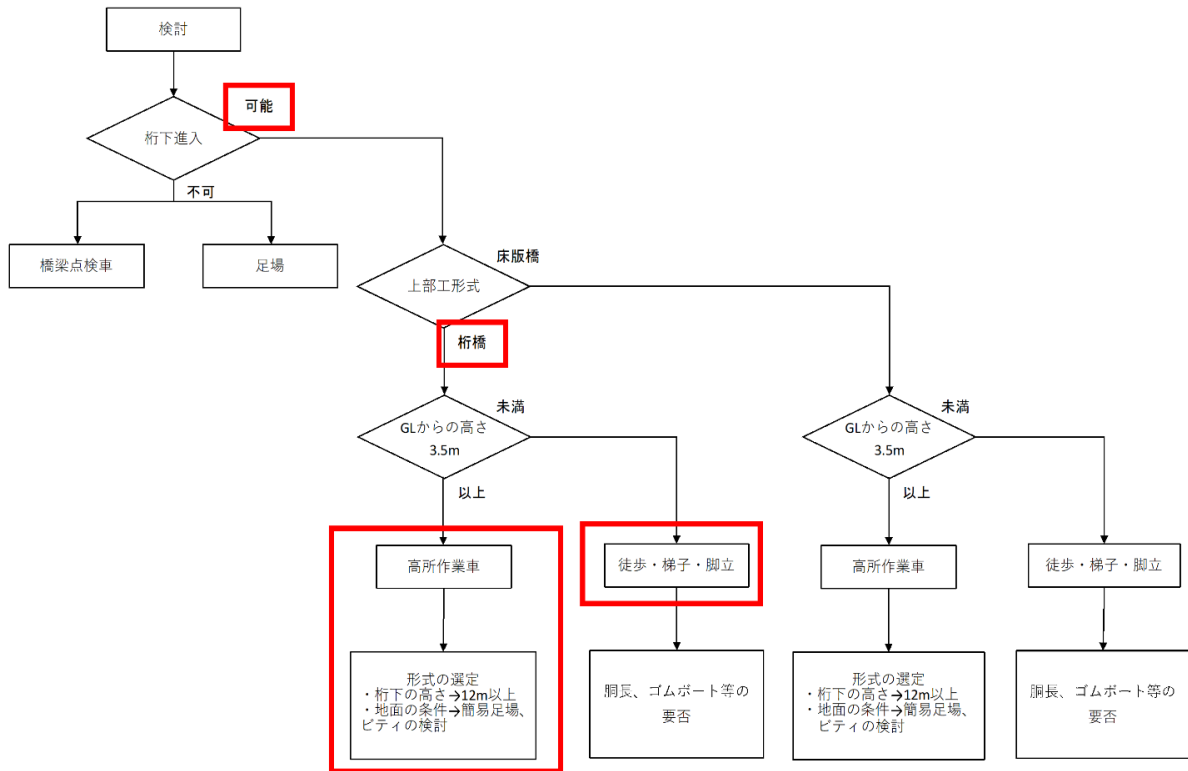 検討
可能
桁下進入
不可
橋梁点検車
足場
床版橋
上部工形式
桁橋
未満
GLからの高さ
3.5m
以上
未満
GLからの高さ
3.5m
以上
高所作業車
徒歩・梯子・脚立
高所作業車
徒歩・梯子・脚立
形式の選定
・桁下の高さ→12m以上
・地面の条件→簡易足場、
ビティの検討
胴長、ゴムボート等の
要否
形式の選定
・桁下の高さ→12m以上
・地面の条件→簡易足場、
ビティの検討
胴長、ゴムボート等の
要否